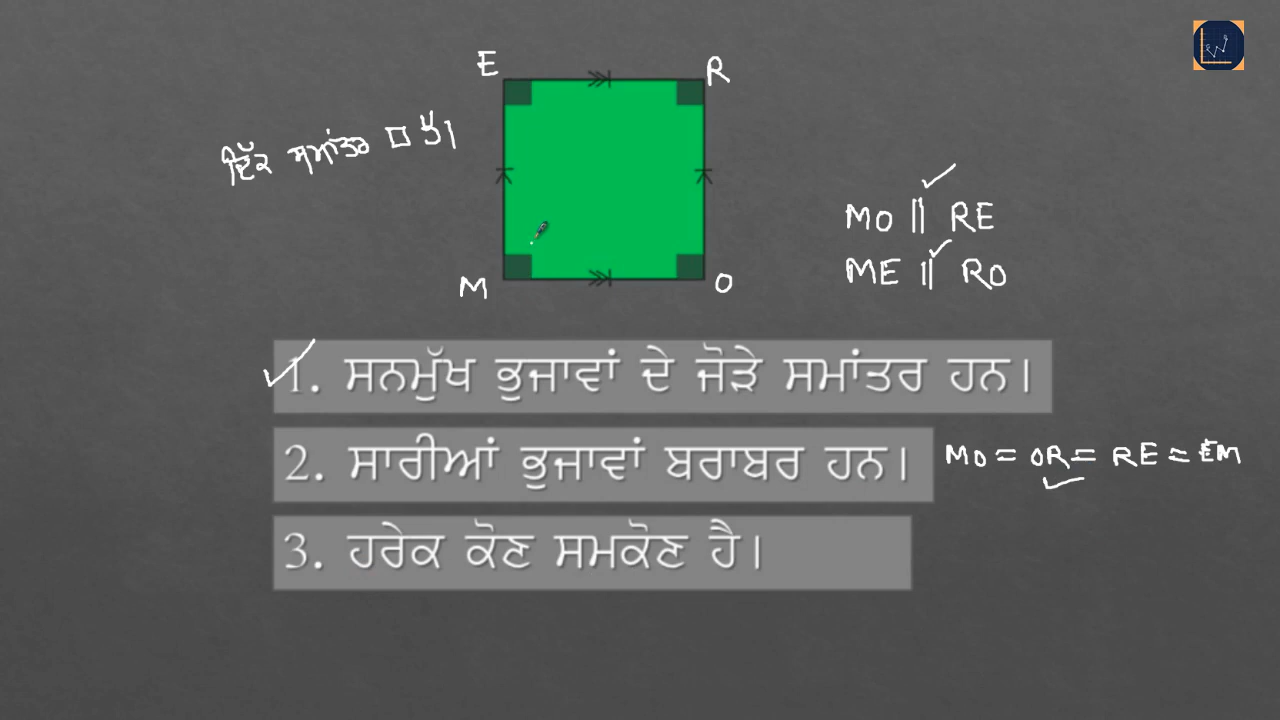 E R
ਇੱਕ ਸਮਾਂਤਰ □ ਹੈ।
MO || RE
ME || RO
M O
1. ਸਨਮੁੱਖ ਭੁਜਾਵਾਂ ਦੇ ਜੋੜੇ ਸਮਾਂਤਰ ਹਨ।
2. ਸਾਰੀਆਂ ਭੁਜਾਵਾਂ ਬਰਾਬਰ ਹਨ। MO = OR = RE = EM
3. ਹਰੇਕ ਕੋਣ ਸਮਕੋਣ ਹੈ।